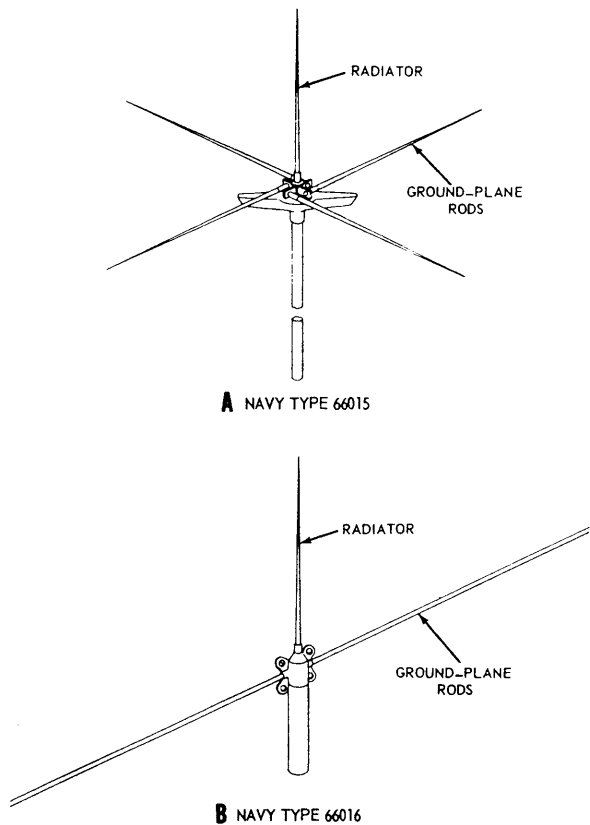 RADIATOR
GROUND-PLANE
RODS
A NAVY TYPE 66015
RADIATOR
GROUND-PLANE
RODS
B NAVY TYPE 66016